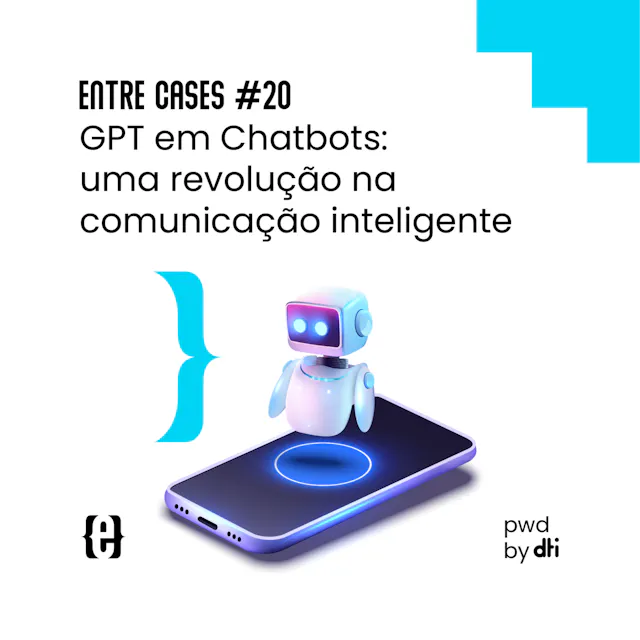 ENTRE CASES #20
GPT em Chatbots:
uma revolução na
comunicação inteligente
}
{e}
pwd
by dti